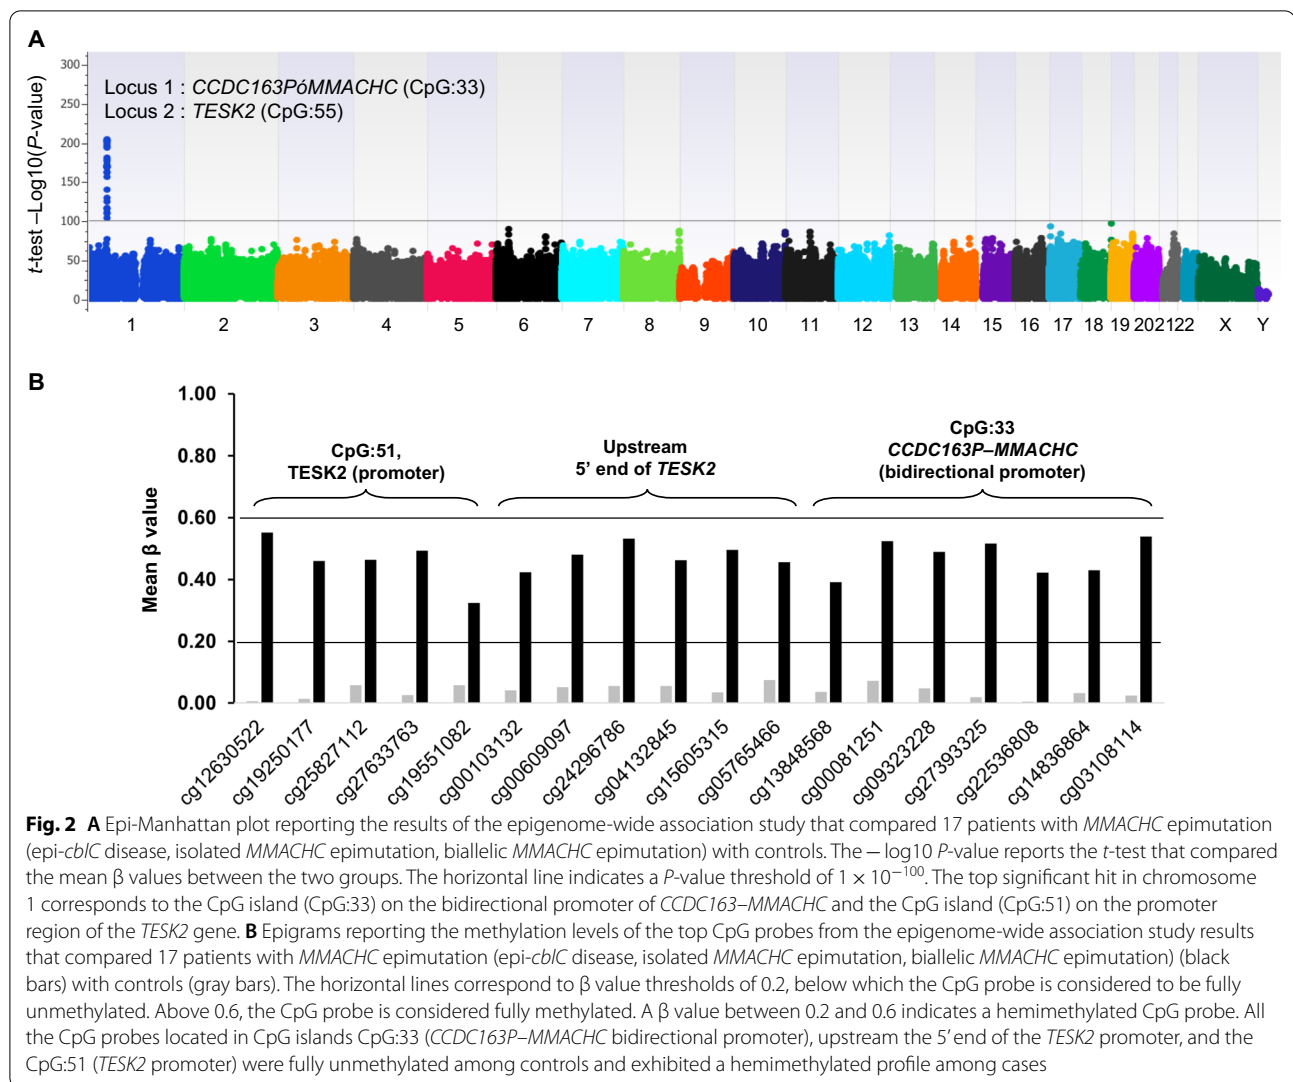 A
t-test –Log10(P-value)
300
250
200
150
100
50
0
Locus 1 : CCDC163PóMMACHC (CpG:33)
Locus 2 : TESK2 (CpG:55)
1 2 3 4 5 6 7 8 9 10 11 12 13 14 15 16 17 18 19 202122 X Y
B
Mean β value
1.00
0.80
0.60
0.40
0.20
0.00
CpG:51,
TESK2 (promoter)
Upstream
5’ end of TESK2
CpG:33
CCDC163P–MMACHC
(bidirectional promoter)
cg12630522
cg19250177
cg25827112
cg27633763
cg19551082
cg00103132
cg00609097
cg24296786
cg04132845
cg15605315
cg05765466
cg13848568
cg00081251
cg09323228
cg27393325
cg22536808
cg14836864
cg03108114
Fig. 2 A Epi-Manhattan plot reporting the results of the epigenome-wide association study that compared 17 patients with MMACHC epimutation
(epi-cblC disease, isolated MMACHC epimutation, biallelic MMACHC epimutation) with controls. The − log10 P-value reports the t-test that compared
the mean β values between the two groups. The horizontal line indicates a P-value threshold of 1 × 10⁻¹⁰⁰. The top significant hit in chromosome
1 corresponds to the CpG island (CpG:33) on the bidirectional promoter of CCDC163–MMACHC and the CpG island (CpG:51) on the promoter
region of the TESK2 gene. B Epigrams reporting the methylation levels of the top CpG probes from the epigenome-wide association study results
that compared 17 patients with MMACHC epimutation (epi-cblC disease, isolated MMACHC epimutation, biallelic MMACHC epimutation) (black
bars) with controls (gray bars). The horizontal lines correspond to β value thresholds of 0.2, below which the CpG probe is considered to be fully
unmethylated. Above 0.6, the CpG probe is considered fully methylated. A β value between 0.2 and 0.6 indicates a hemimethylated CpG probe. All
the CpG probes located in CpG islands CpG:33 (CCDC163P–MMACHC bidirectional promoter), upstream the 5′ end of the TESK2 promoter, and the
CpG:51 (TESK2 promoter) were fully unmethylated among controls and exhibited a hemimethylated profile among cases